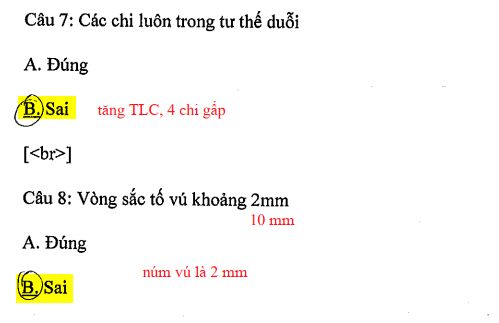 Câu 7: Các chi luôn trong tư thế duỗi
A. Đúng
B. Sai tăng TLC, 4 chi gấp
[<br>]
Câu 8: Vòng sắc tố vú khoảng 2mm
10 mm
A. Đúng
núm vú là 2 mm
B. Sai